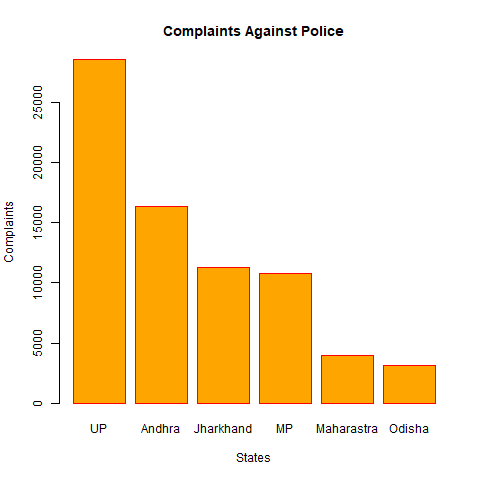 Complaints Against Police
Complaints
25000
20000
15000
10000
5000
0
UP Andhra Jharkhand MP Maharastra Odisha
States